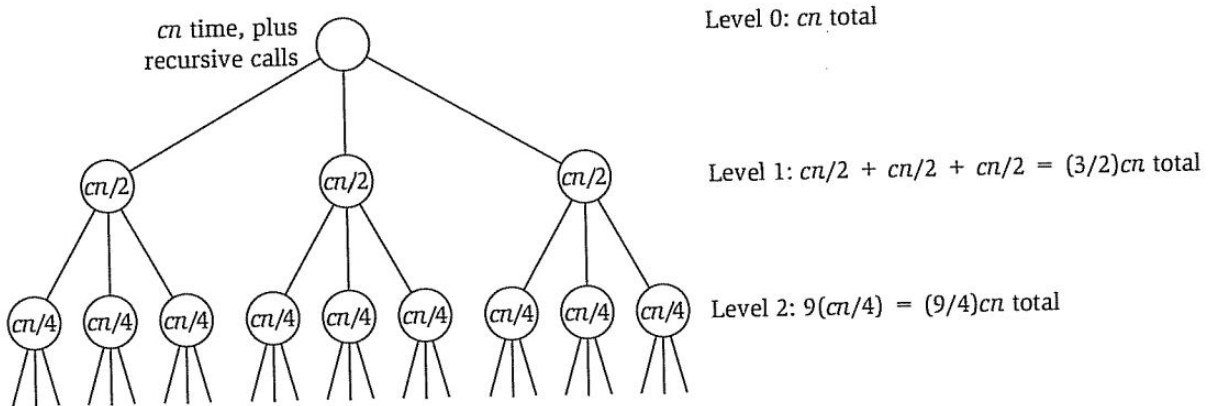 cn time, plus
recursive calls
Level 0: cn total
cn/2 cn/2 cn/2
Level 1: cn/2 + cn/2 + cn/2 = (3/2)cn total
cn/4 cn/4 cn/4 cn/4 cn/4 cn/4 cn/4 cn/4 cn/4
Level 2: 9(cn/4) = (9/4)cn total